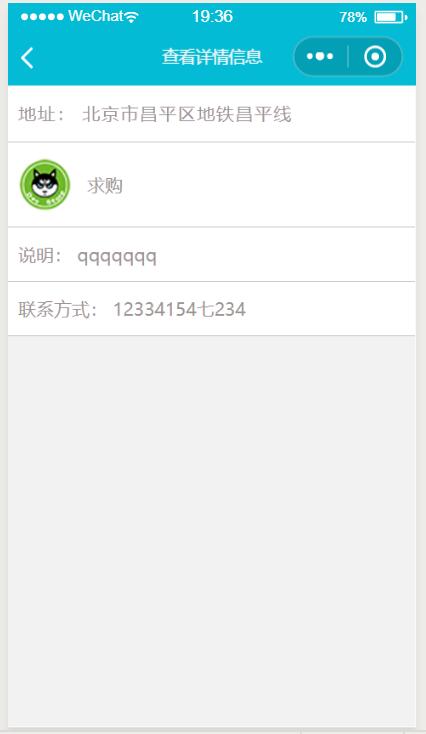 WeChat 19:36 78%
查看详情信息
地址： 北京市昌平区地铁昌平线
求购
说明： qqqqqqq
联系方式： 12334154七234